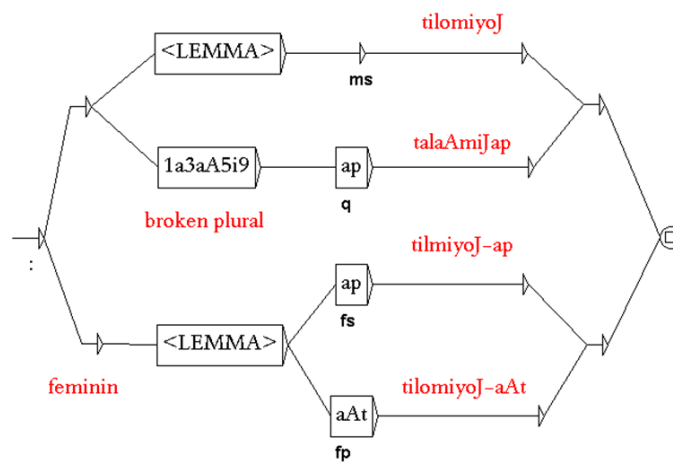 tilomiyoJ
<LEMMA>
ms
talaAmiJap
1a3aA5i9
ap
q
broken plural
tilmiyoJ-ap
:
ap
fs
<LEMMA>
feminin
tilomiyoJ-aAt
aAt
fp